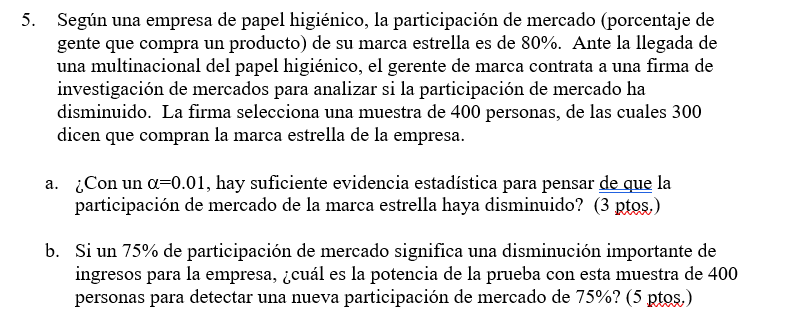 5. Según una empresa de papel higiénico, la participación de mercado (porcentaje de
gente que compra un producto) de su marca estrella es de 80%.  Ante la llegada de
una multinacional del papel higiénico, el gerente de marca contrata a una firma de
investigación de mercados para analizar si la participación de mercado ha
disminuido.  La firma selecciona una muestra de 400 personas, de las cuales 300
dicen que compran la marca estrella de la empresa.
a. ¿Con un α=0.01, hay suficiente evidencia estadística para pensar de que la
participación de mercado de la marca estrella haya disminuido?  (3 ptos.)
b. Si un 75% de participación de mercado significa una disminución importante de
ingresos para la empresa, ¿cuál es la potencia de la prueba con esta muestra de 400
personas para detectar una nueva participación de mercado de 75%? (5 ptos.)